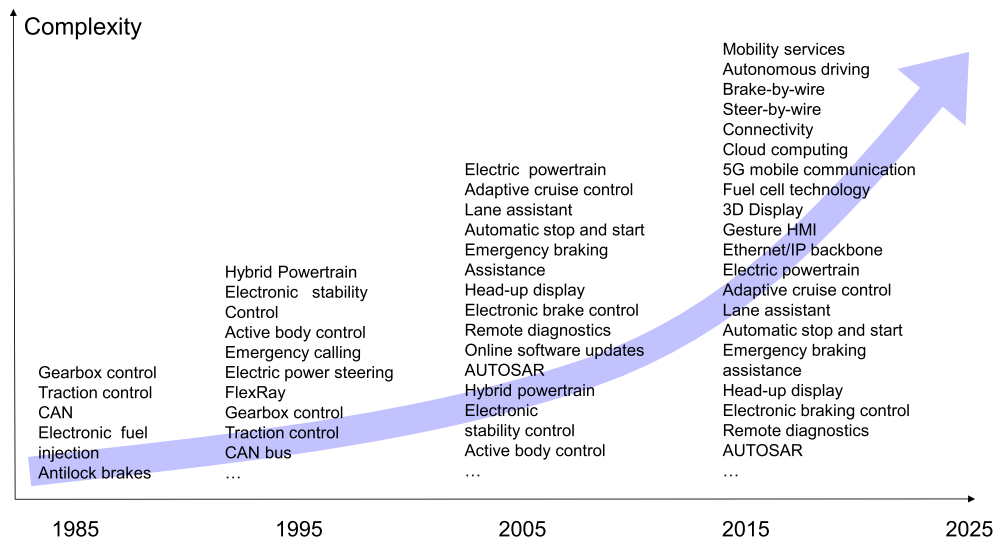 Complexity
Gearbox control
Traction control
CAN
Electronic fuel
injection
Antilock brakes
Hybrid Powertrain
Electronic stability
Control
Active body control
Emergency calling
Electric power steering
FlexRay
Gearbox control
Traction control
CAN bus
…
Electric powertrain
Adaptive cruise control
Lane assistant
Automatic stop and start
Emergency braking
Assistance
Head-up display
Electronic brake control
Remote diagnostics
Online software updates
AUTOSAR
Hybrid powertrain
Electronic
stability control
Active body control
…
Mobility services
Autonomous driving
Brake-by-wire
Steer-by-wire
Connectivity
Cloud computing
5G mobile communication
Fuel cell technology
3D Display
Gesture HMI
Ethernet/IP backbone
Electric powertrain
Adaptive cruise control
Lane assistant
Automatic stop and start
Emergency braking
assistance
Head-up display
Electronic braking control
Remote diagnostics
AUTOSAR
…
1985
1995
2005
2015
2025